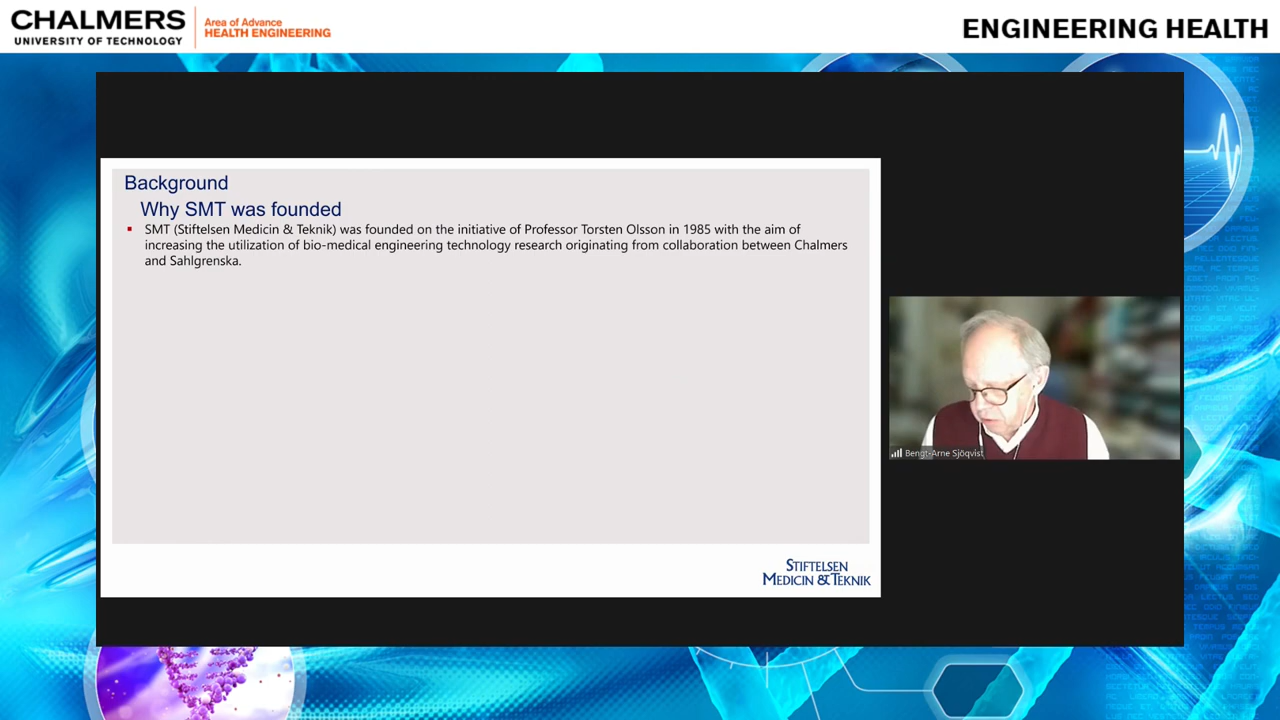 CHALMERS
UNIVERSITY OF TECHNOLOGY
Area of Advance
HEALTH ENGINEERING
ENGINEERING HEALTH
Background
Why SMT was founded
SMT (Stiftelsen Medicin & Teknik) was founded on the initiative of Professor Torsten Olsson in 1985 with the aim of
increasing the utilization of bio-medical engineering technology research originating from collaboration between Chalmers
and Sahlgrenska.
Bengt-Arne Sjöqvist
STIFTELSEN
MEDICIN & TEKNIK